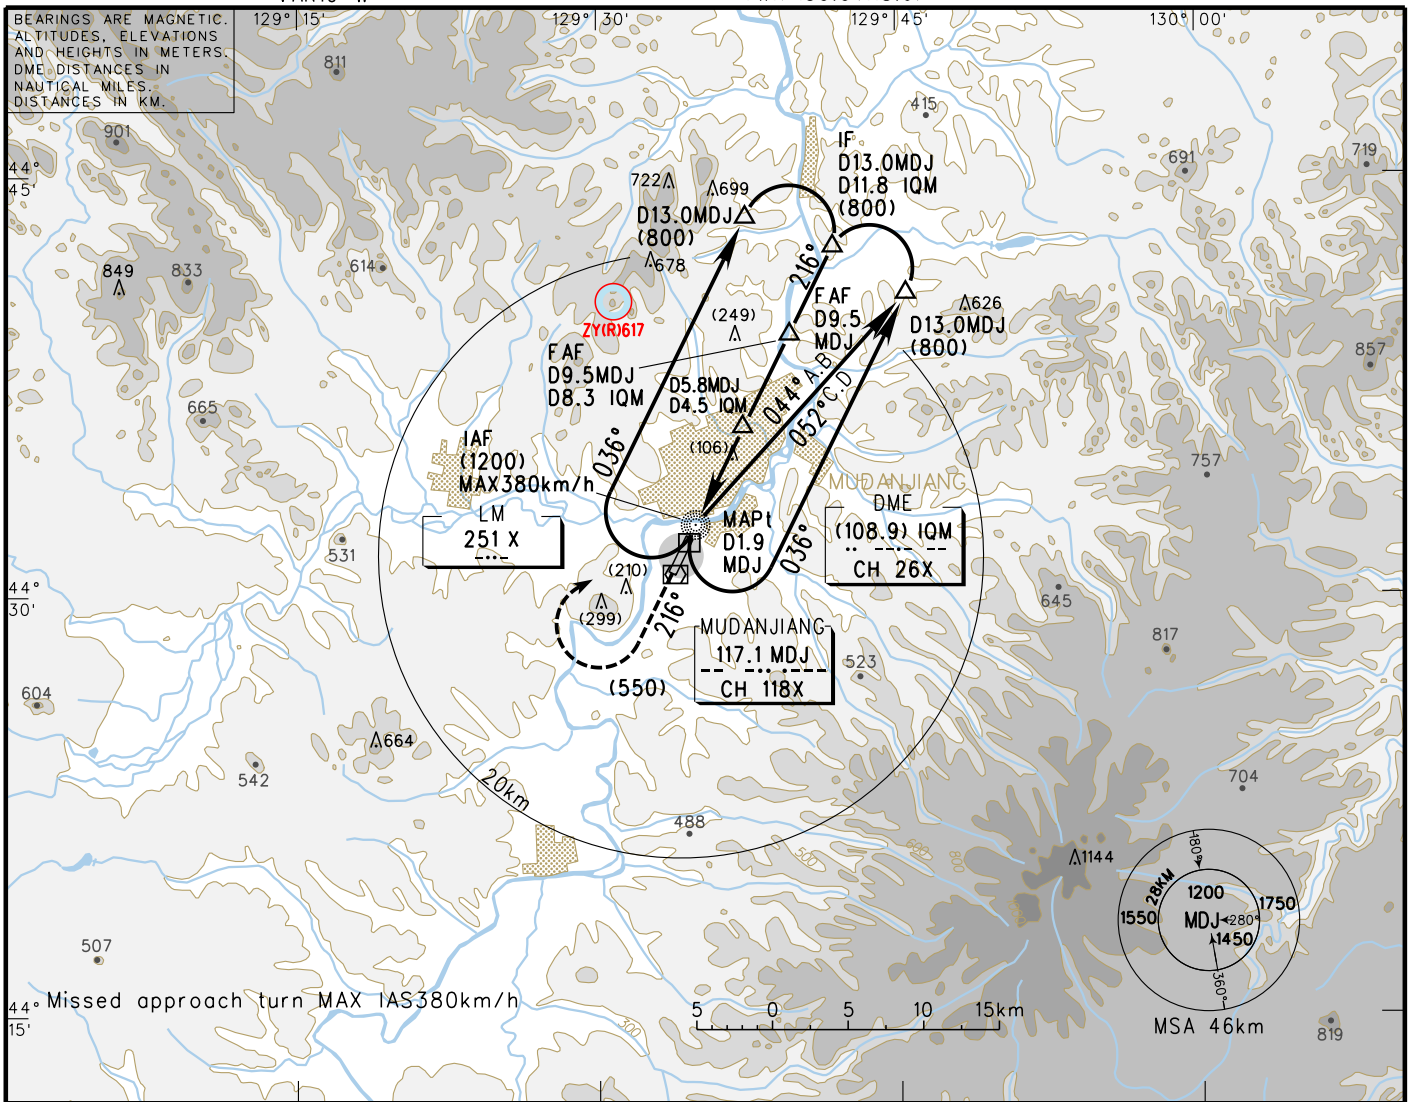 BEARINGS ARE MAGNETIC.
ALTITUDES, ELEVATIONS
AND HEIGHTS IN METERS.
DME DISTANCES IN
NAUTICAL MILES.
DISTANCES IN KM.
129° 15'
129° 30'
129° 45'
130° 00'
811
901
415
691
719
44°
45'
IF
D13.0MDJ
D11.8 IQM
(800)
722
699
D13.0MDJ
(800)
678
614
849
833
216°
ZY(R)617
(249)
FAF
D9.5
MDJ
626
D13.0MDJ
(800)
857
FAF
D9.5MDJ
D8.3 IQM
D5.8MDJ
D4.5 IQM
044° A.B
052° C.D
665
(106)
036°
IAF
(1200)
MAX380km/h
757
MUDANJIANG
DME
(108.9) IQM
CH 26X
LM
251 X
MAPt
D1.9
MDJ
036°
531
(210)
(299)
44°
30'
645
216°
MUDANJIANG
117.1 MDJ
CH 118X
817
523
(550)
604
664
542
20km
704
488
500
600
800
1144
180°
28KM
1200
1550
1750
MDJ
280°
1450
360°
MSA 46km
507
44°
15'
Missed approach turn MAX IAS380km/h
300
5 0 5 10 15km
819